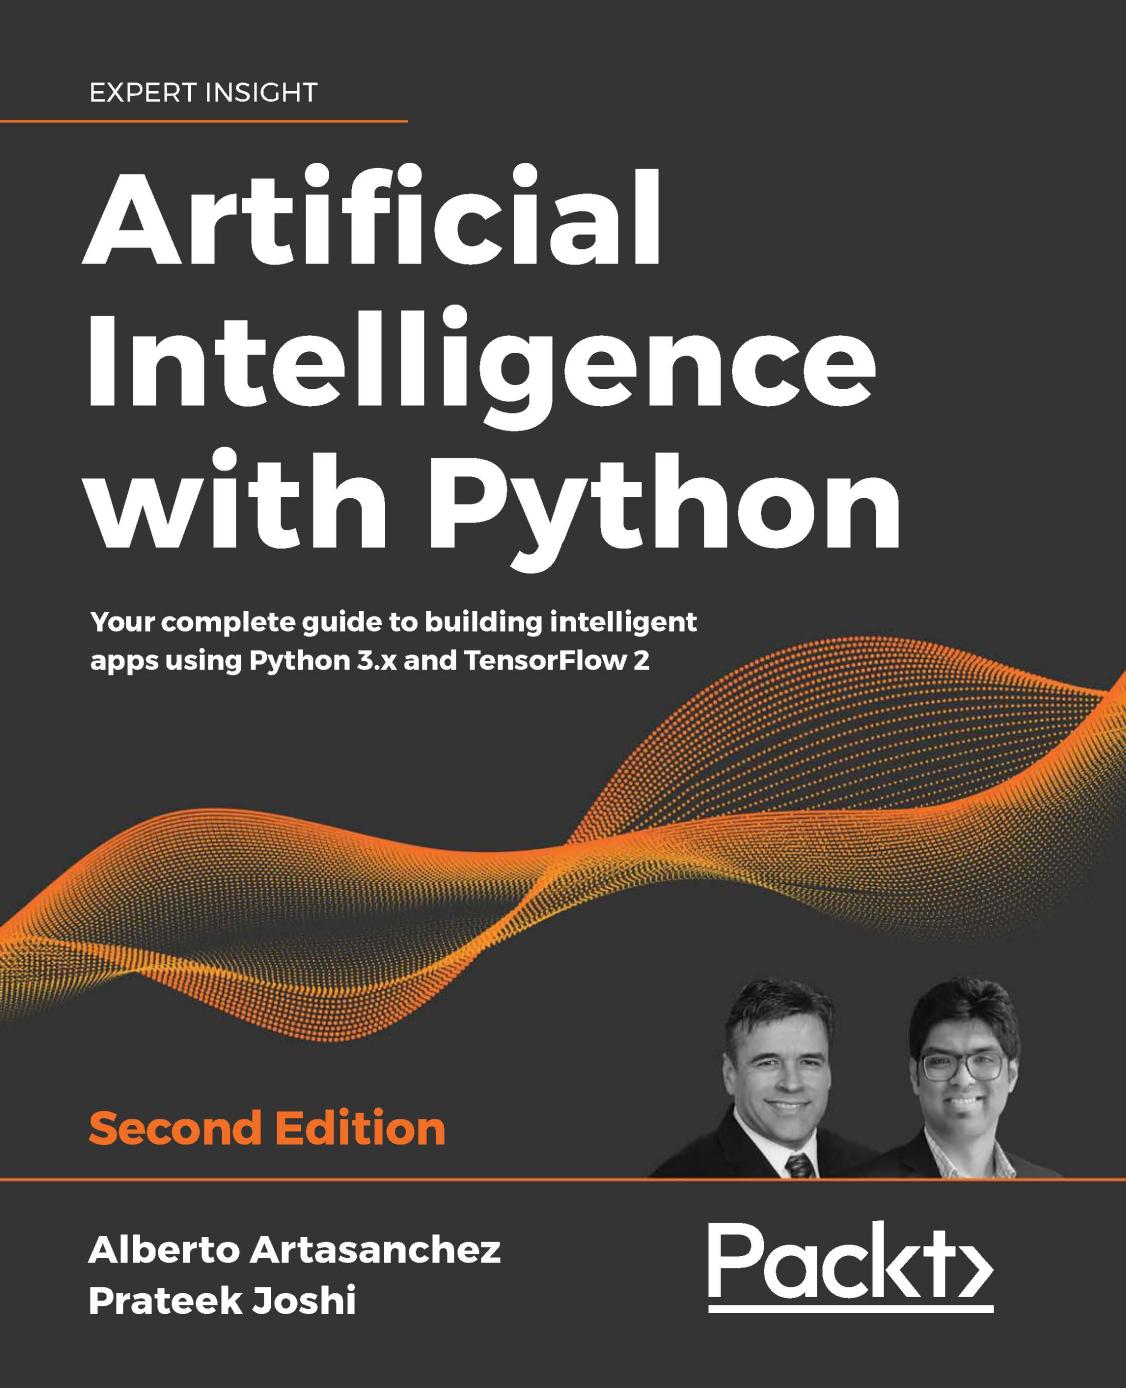 EXPERT INSIGHT
Artificial
Intelligence
with Python
Your complete guide to building intelligent
apps using Python 3.x and TensorFlow 2
Second Edition
Alberto Artasanchez
Prateek Joshi
Packt>